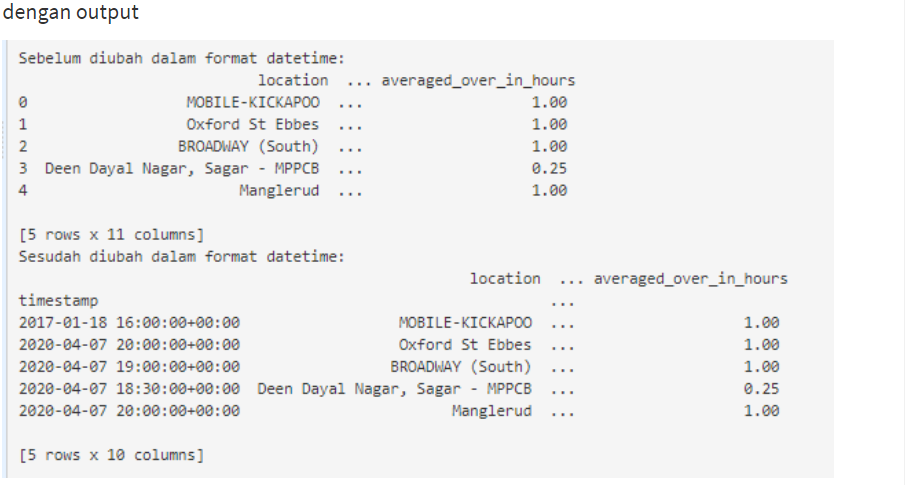 dengan output
Sebelum diubah dalam format datetime:
location ... averaged_over_in_hours
0 MOBILE-KICKAPOO ... 1.00
1 Oxford St Ebbes ... 1.00
2 BROADWAY (South) ... 1.00
3 Deen Dayal Nagar, Sagar - MPPCB ... 0.25
4 Manglerud ... 1.00
[5 rows x 11 columns]
Sesudah diubah dalam format datetime:
location ... averaged_over_in_hours
timestamp ...
2017-01-18 16:00:00+00:00 MOBILE-KICKAPOO ... 1.00
2020-04-07 20:00:00+00:00 Oxford St Ebbes ... 1.00
2020-04-07 19:00:00+00:00 BROADWAY (South) ... 1.00
2020-04-07 18:30:00+00:00 Deen Dayal Nagar, Sagar - MPPCB ... 0.25
2020-04-07 20:00:00+00:00 Manglerud ... 1.00
[5 rows x 10 columns]